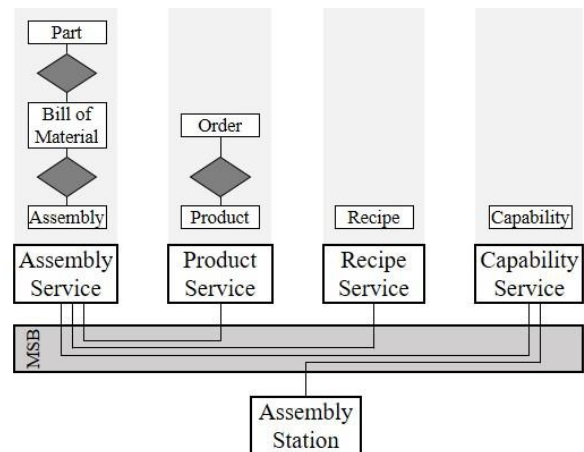 Part
Bill of
Material
Order
Assembly
Product
Recipe
Capability
Assembly
Service
Product
Service
Recipe
Service
Capability
Service
MSB
Assembly
Station